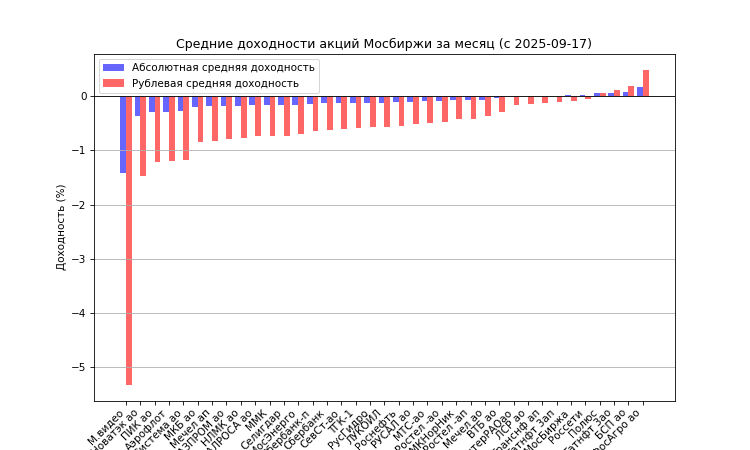 Средние доходности акций Мосбиржи за месяц (с 2025-09-17)
Абсолютная средняя доходность
Рублевая средняя доходность
Доходность (%)
0
−1
−2
−3
−4
−5
М.видео
ПИК ао
Аэрофлот
МКБ ао
Мечел ап
НЛМК ао
ММК
Селигдар
Сбербанк
СевСт-ао
ТГК-1
РусГидро
ЛУКОЙЛ
Роснефть
РУСАЛ ао
МТС-ао
Ростел -ао
Ростел -ап
Мечел ао
ВТБ ао
ЛСР ао
МосБиржа
Россети
Полюс
БСП ао